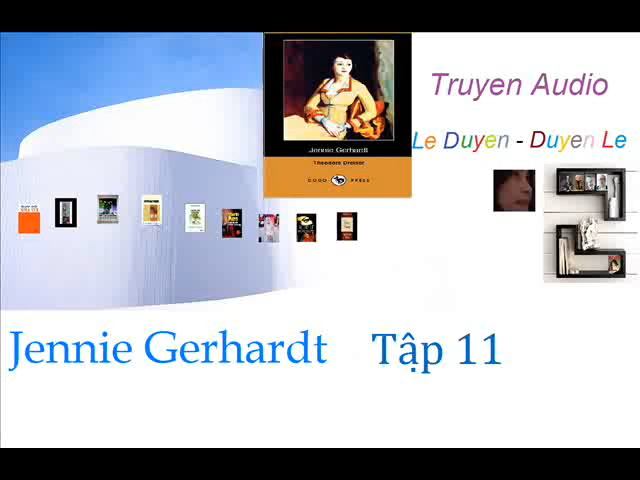 Jennie Gerhardt
Theodore Dreiser
Truyen Audio
Le Duyen - Duyen Le
Jennie Gerhardt Tập 11